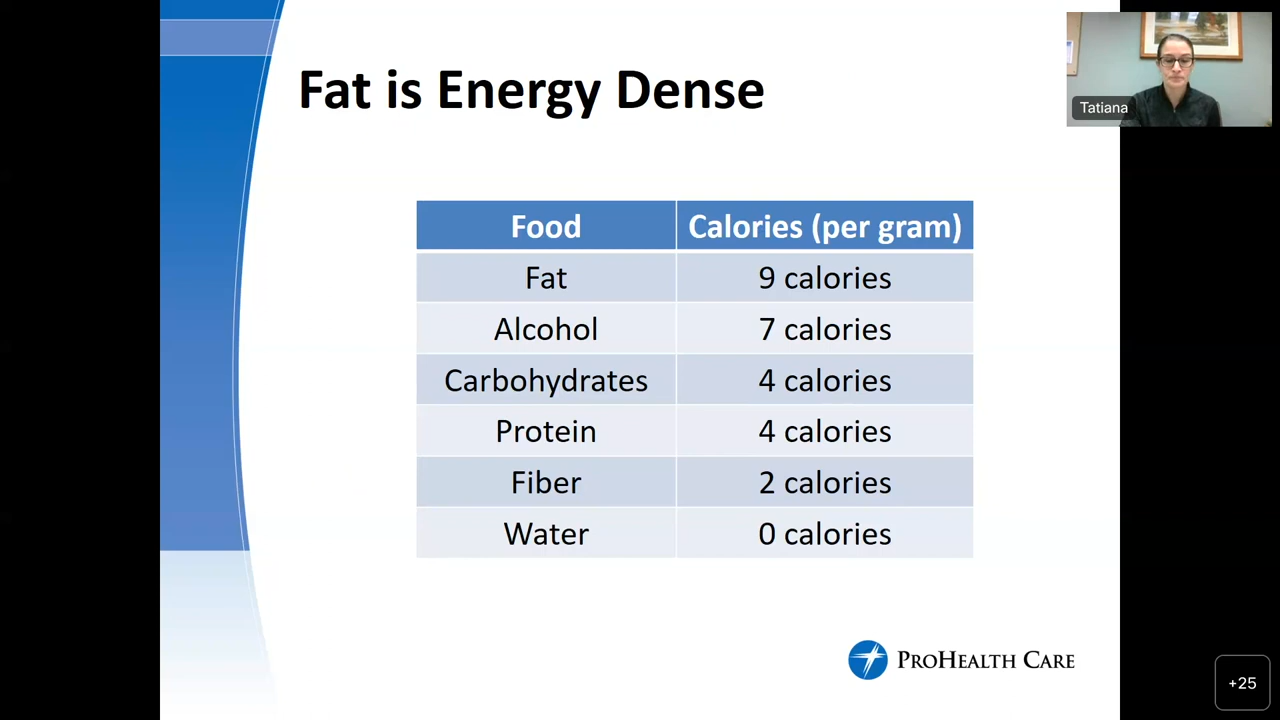 Fat is Energy Dense
Tatiana
Food Calories (per gram)
Fat 9 calories
Alcohol 7 calories
Carbohydrates 4 calories
Protein 4 calories
Fiber 2 calories
Water 0 calories
PROHEALTH CARE
+25